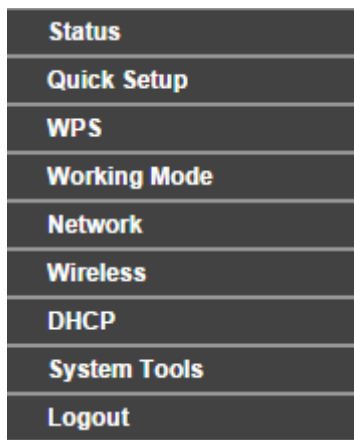 Status
Quick Setup
WPS
Working Mode
Network
Wireless
DHCP
System Tools
Logout